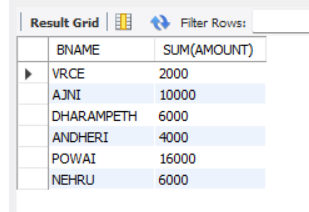 Result Grid Filter Rows:
BNAME SUM(AMOUNT)
VRCE 2000
AJNI 10000
DHARAMPETH 6000
ANDHERI 4000
POWAI 16000
NEHRU 6000